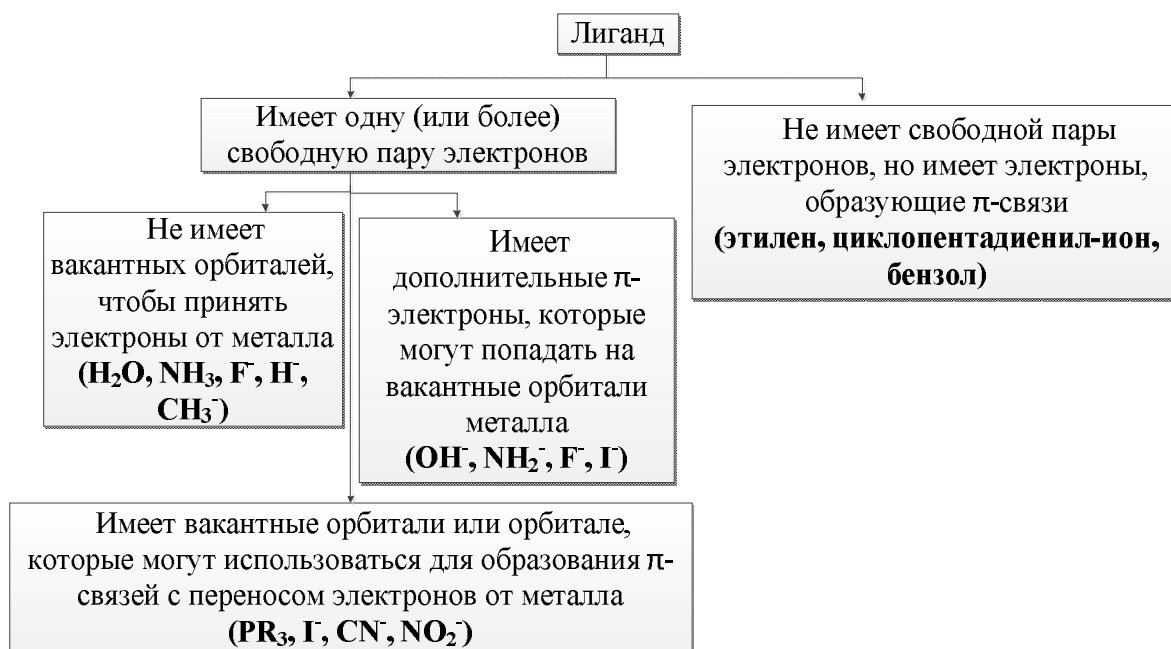 Лиганд
Имеет одну (или более)
свободную пару электронов
Не имеет свободной пары
электронов, но имеет электроны,
образующие π-связи
(этилен, циклопентадиенил-ион,
бензол)
Не имеет
вакантных орбиталей,
чтобы принять
электроны от металла
(H₂O, NH₃, F⁻, H⁻,
CH₃⁻)
Имеет
дополнительные π-
электроны, которые
могут попадать на
вакантные орбитали
металла
(OH⁻, NH₂⁻, F⁻, I⁻)
Имеет вакантные орбитали или орбитале,
которые могут использоваться для образования π-
связей с переносом электронов от металла
(PR₃, I⁻, CN⁻, NO₂⁻)